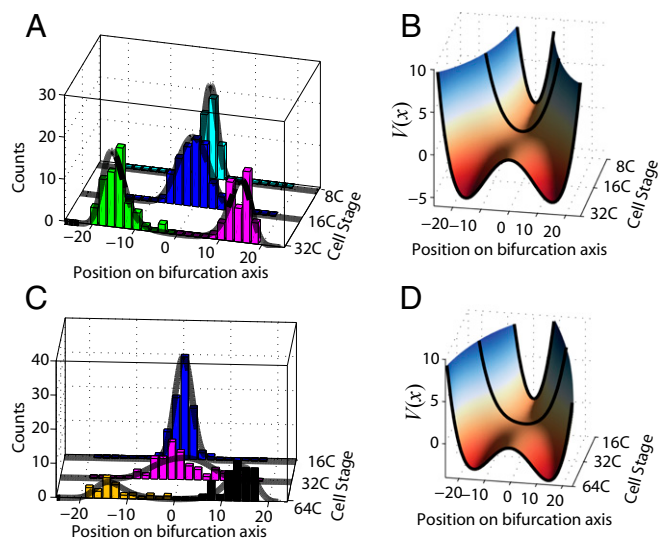 A
30
20
10
0
Counts
−20
−10
0
10
20
8C
16C
32C
Cell Stage
Position on bifurcation axis
B
10
5
0
−5
V(x)
−20
−10
0
10
20
8C
16C
32C
Cell Stage
Position on bifurcation axis
C
40
30
20
10
0
Counts
−20
−10
0
10
20
16C
32C
64C
Cell Stage
Position on bifurcation axis
D
10
5
0
V(x)
−20
−10
0
10
20
16C
32C
64C
Cell Stage
Position on bifurcation axis